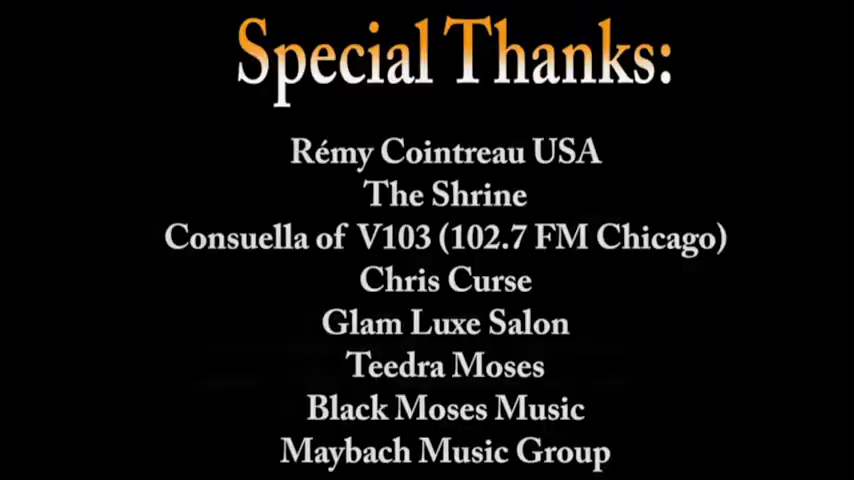 Special Thanks:
Rémy Cointreau USA
The Shrine
Consuella of V103 (102.7 FM Chicago)
Chris Curse
Glam Luxe Salon
Teedra Moses
Black Moses Music
Maybach Music Group